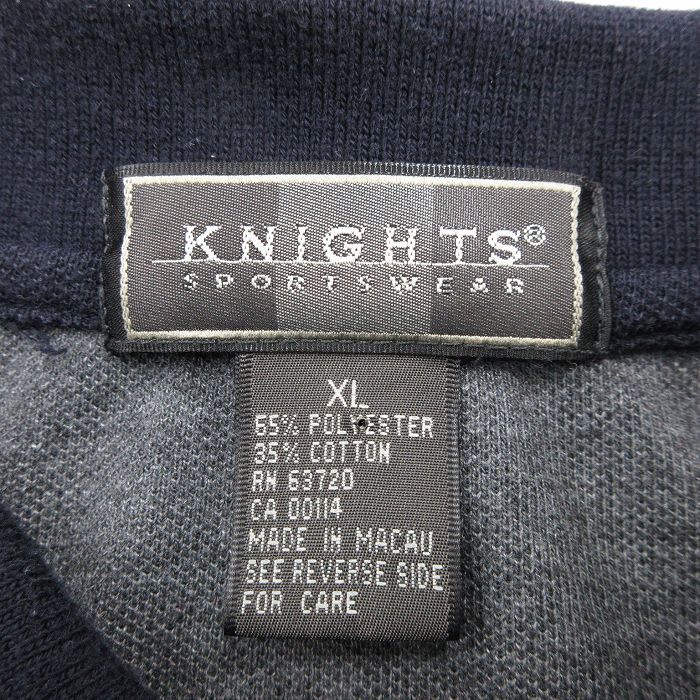 KNIGHTS®
SPORTSWEAR
XL
65% POLYESTER
35% COTTON
RN 63720
CA 00114
MADE IN MACAU
SEE REVERSE SIDE
FOR CARE